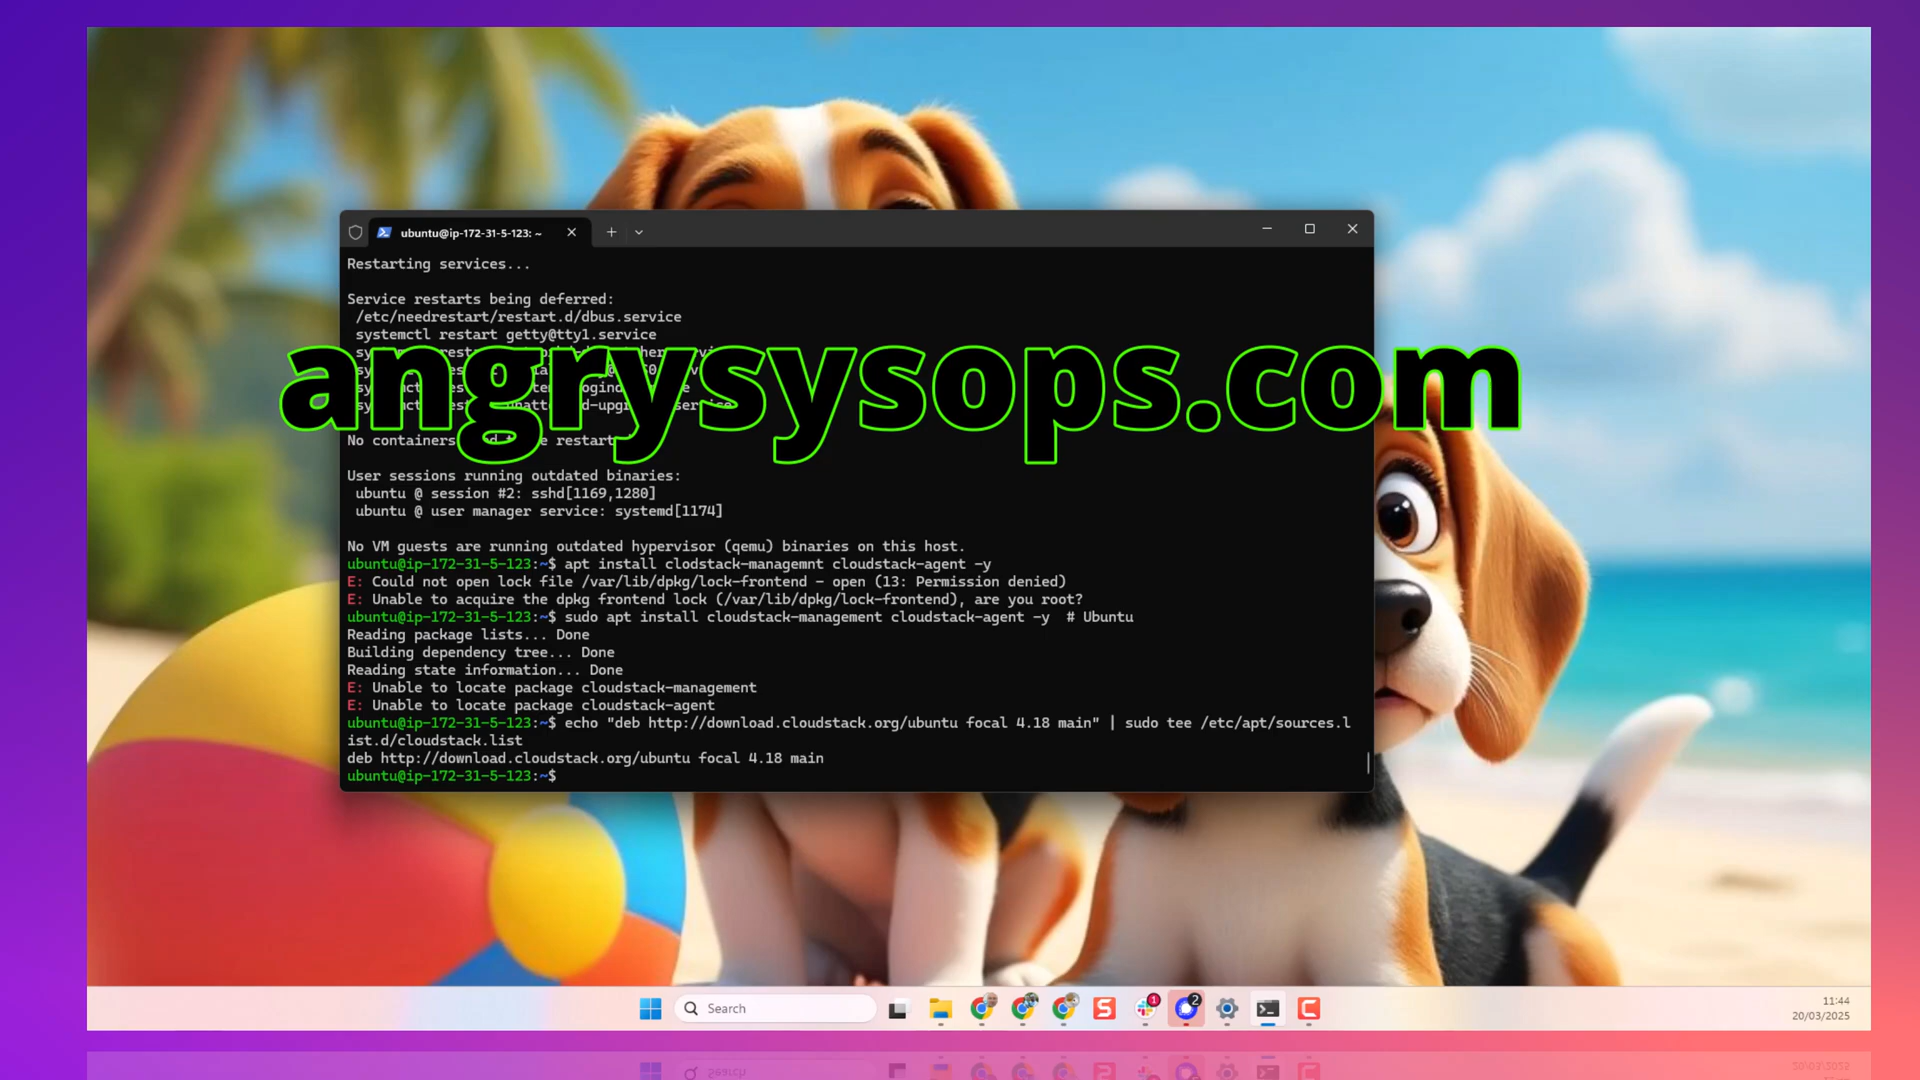 ubuntu@ip-172-31-5-123: ~
Restarting services...
Service restarts being deferred:
/etc/needrestart/restart.d/dbus.service
systemctl restart getty@tty1.service
angrysysops.com
No containers
restart
User sessions running outdated binaries:
ubuntu @ session #2: sshd[1169,1280]
ubuntu @ user manager service: systemd[1174]
No VM guests are running outdated hypervisor (qemu) binaries on this host.
ubuntu@ip-172-31-5-123:~$ apt install clodstack-managemnt cloudstack-agent -y
E: Could not open lock file /var/lib/dpkg/lock-frontend - open (13: Permission denied)
E: Unable to acquire the dpkg frontend lock (/var/lib/dpkg/lock-frontend), are you root?
ubuntu@ip-172-31-5-123:~$ sudo apt install cloudstack-management cloudstack-agent -y  # Ubuntu
Reading package lists... Done
Building dependency tree... Done
Reading state information... Done
E: Unable to locate package cloudstack-management
E: Unable to locate package cloudstack-agent
ubuntu@ip-172-31-5-123:~$ echo "deb http://download.cloudstack.org/ubuntu focal 4.18 main" | sudo tee /etc/apt/sources.l
ist.d/cloudstack.list
deb http://download.cloudstack.org/ubuntu focal 4.18 main
ubuntu@ip-172-31-5-123:~$
Search
1
2
11:44
20/03/2025